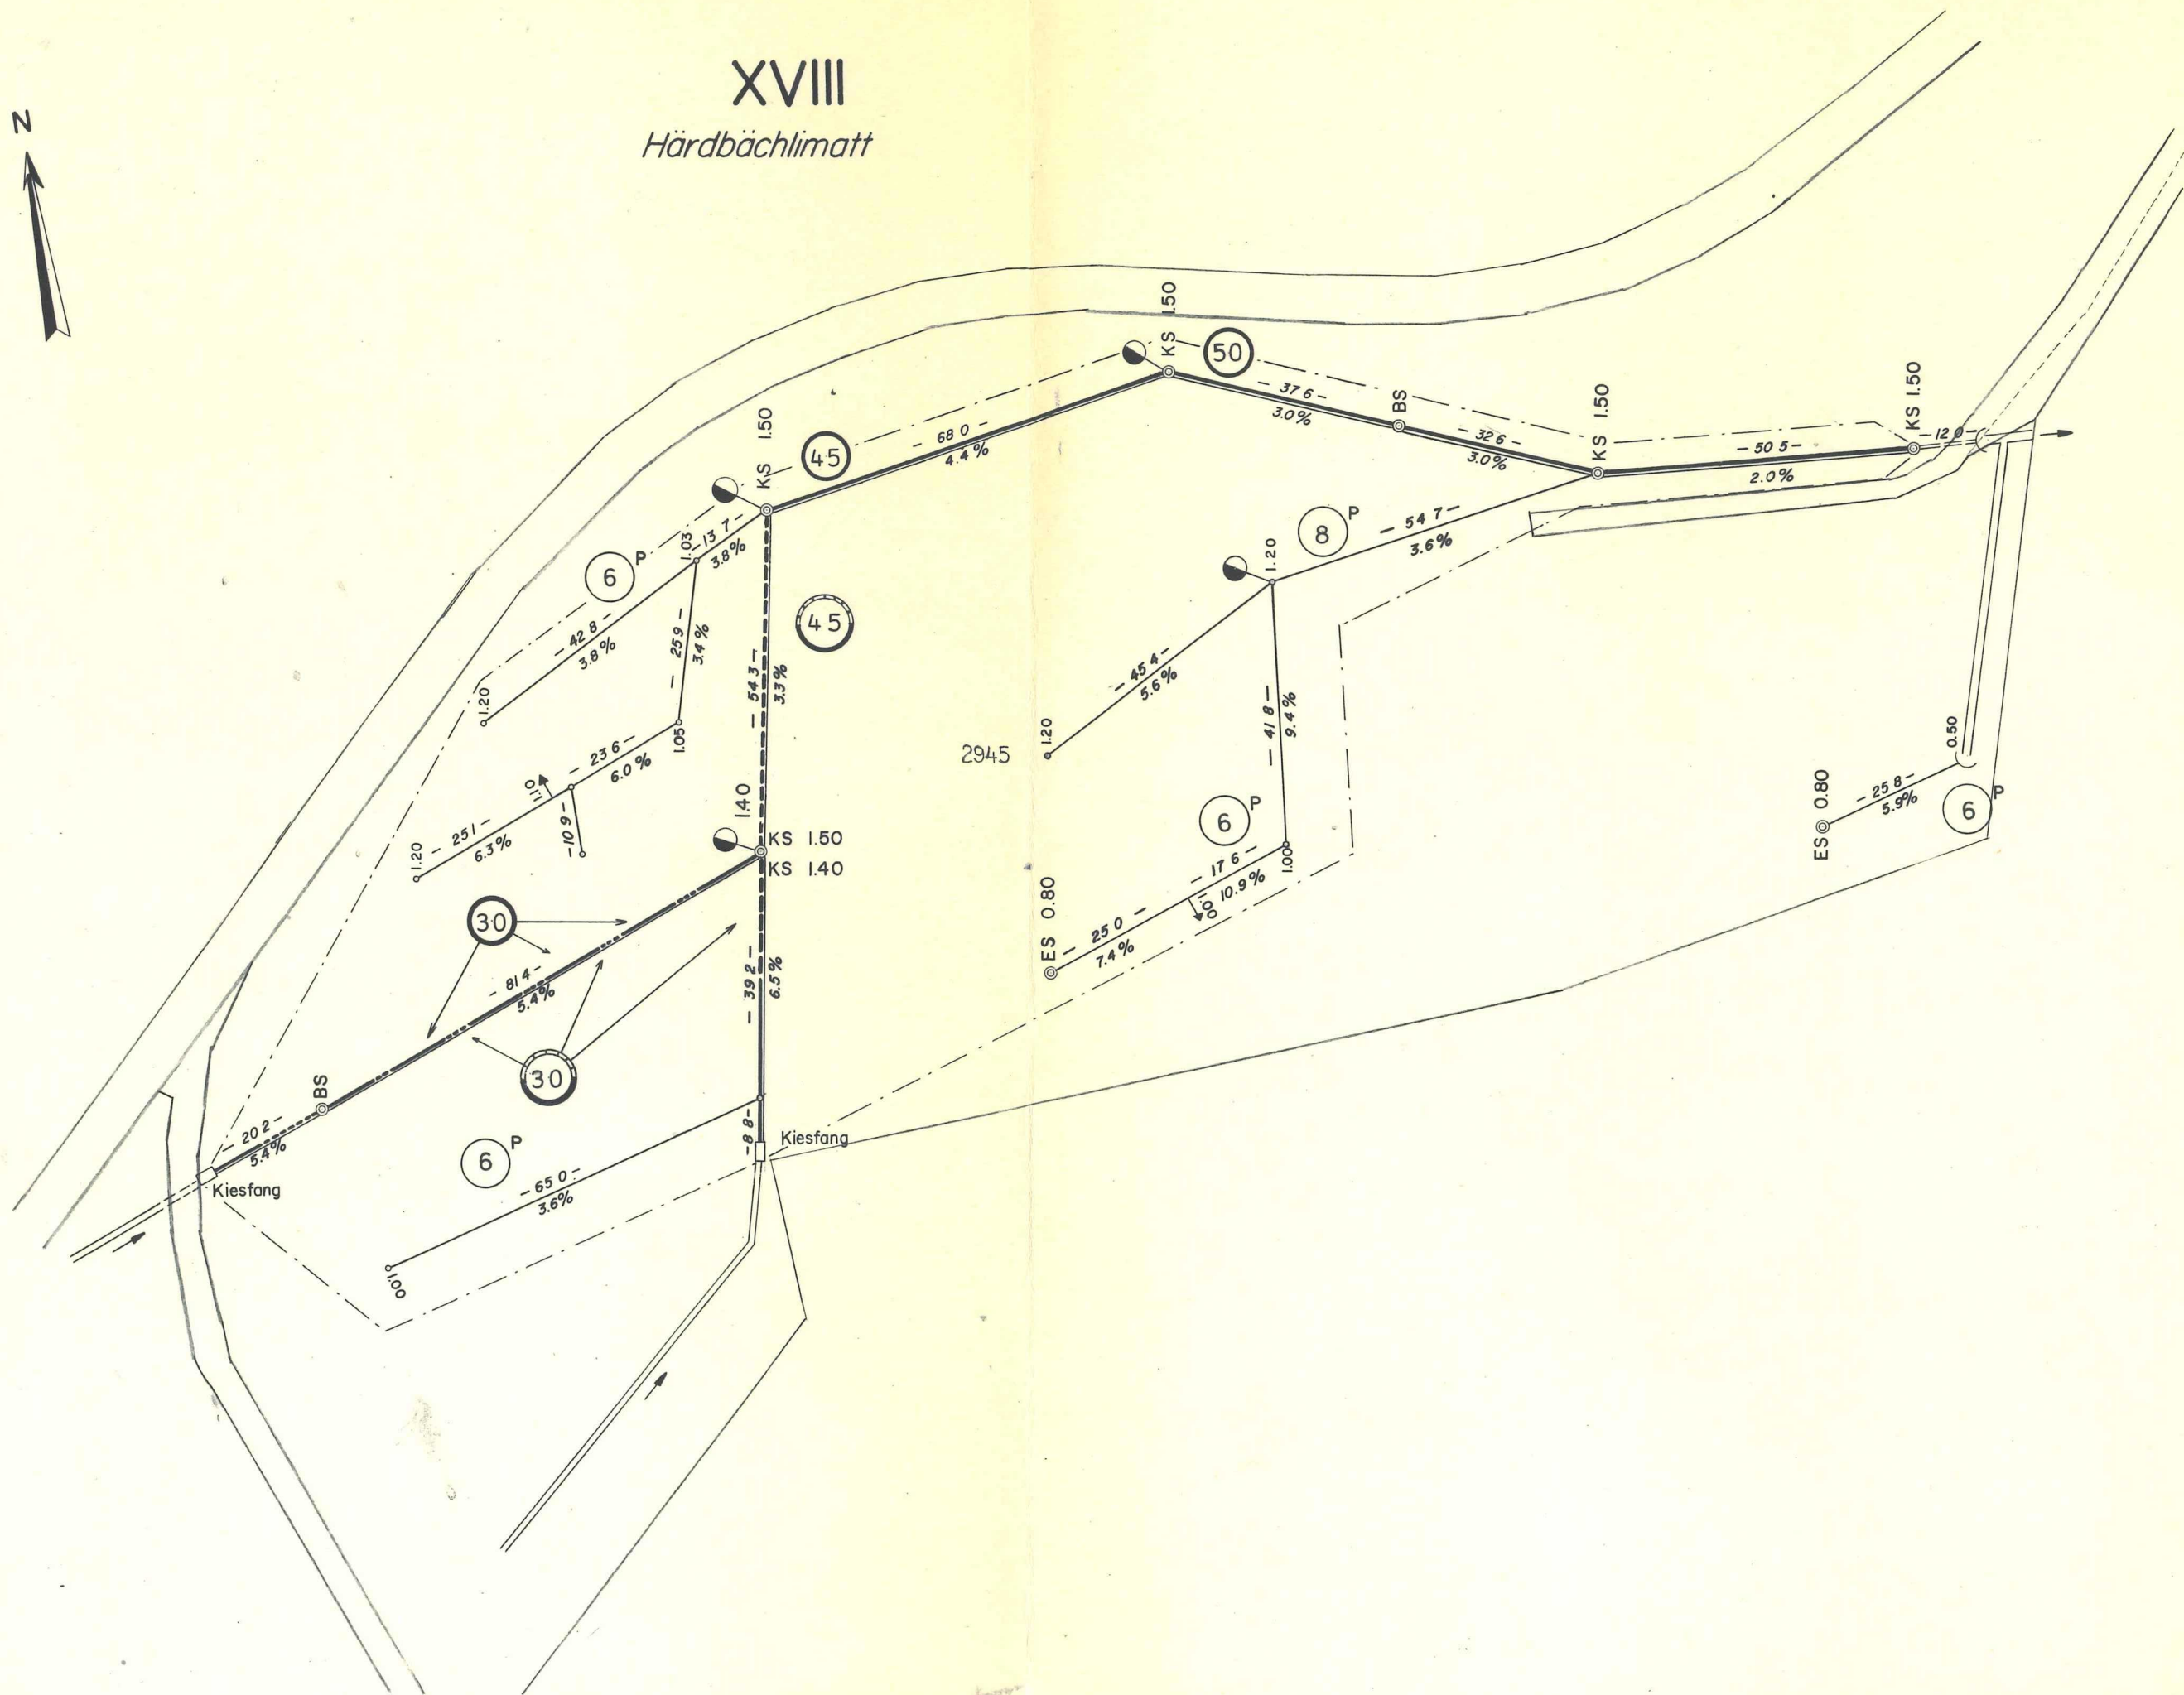 XVIII
Härdbächlimatt
N
KS 1.50
50
- 37 6 -
3.0%
BS
- 32 6 -
3.0%
KS 1.50
- 50 5 -
2.0%
KS 1.50
- 12 0 -
KS 1.50
45
- 68 0 -
4.4%
- 13 7 -
3.8%
1.03
6 P
- 42 8 -
3.8%
1.20
- 25 9 -
3.4%
45
- 54 3 -
3.3%
8 P
- 54 7 -
3.6%
1.20
- 45 4 -
5.6%
1.20
2945
- 41 8 -
9.4%
1.05
- 23 6 -
6.0%
1.10
- 10 9 -
- 25 1 -
6.3%
1.20
1.40
KS 1.50
KS 1.40
6 P
- 17 6 -
10.9%
1.00
- 25 0 -
7.4%
ES 0.80
0.50
ES 0.80
- 25 8 -
5.9%
6 P
30
- 81 4 -
5.4%
30
- 39 2 -
6.5%
BS
- 20 2 -
5.4%
Kiesfang
6 P
- 8 8 -
Kiesfang
- 65 0 -
3.6%
1.00